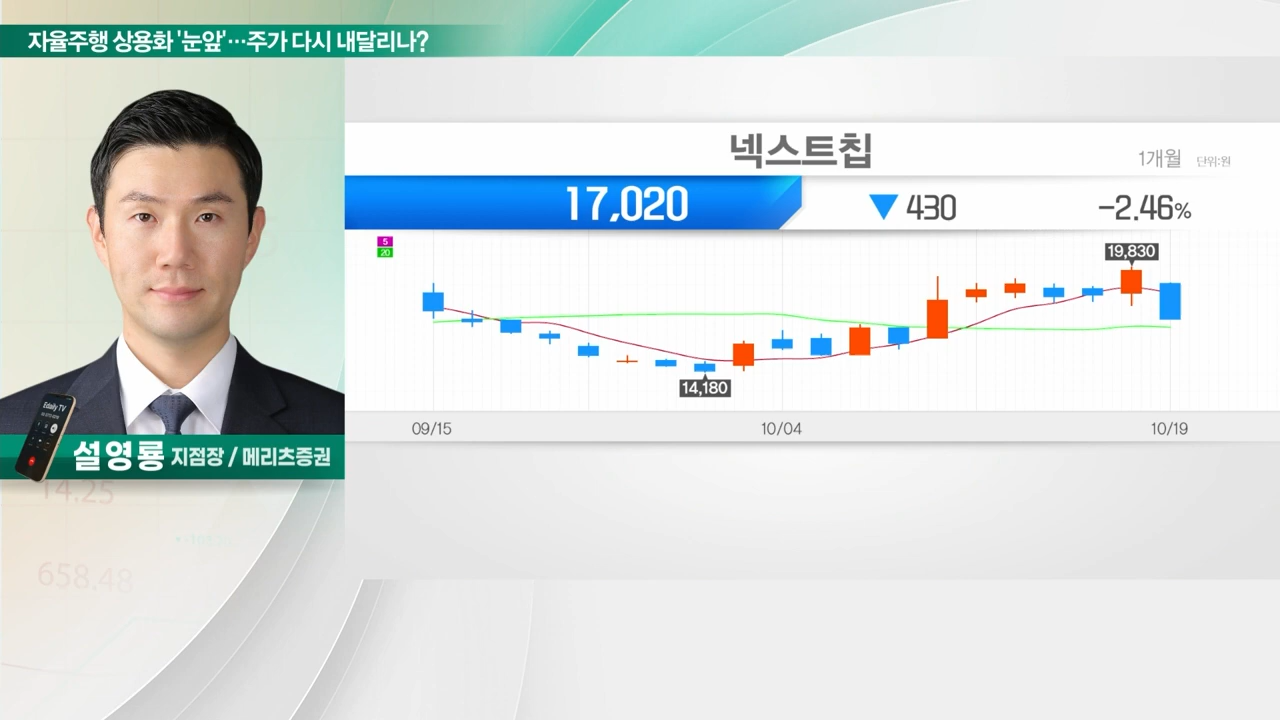 자율주행 상용화 '눈앞'…주가 다시 내달리나?
넥스트칩
1개월 단위:원
17,020 ▼ 430 -2.46%
5
20
19,830
14,180
09/15 10/04 10/19
Edaily TV
설영룡 지점장 / 메리츠증권
14.25
658.48